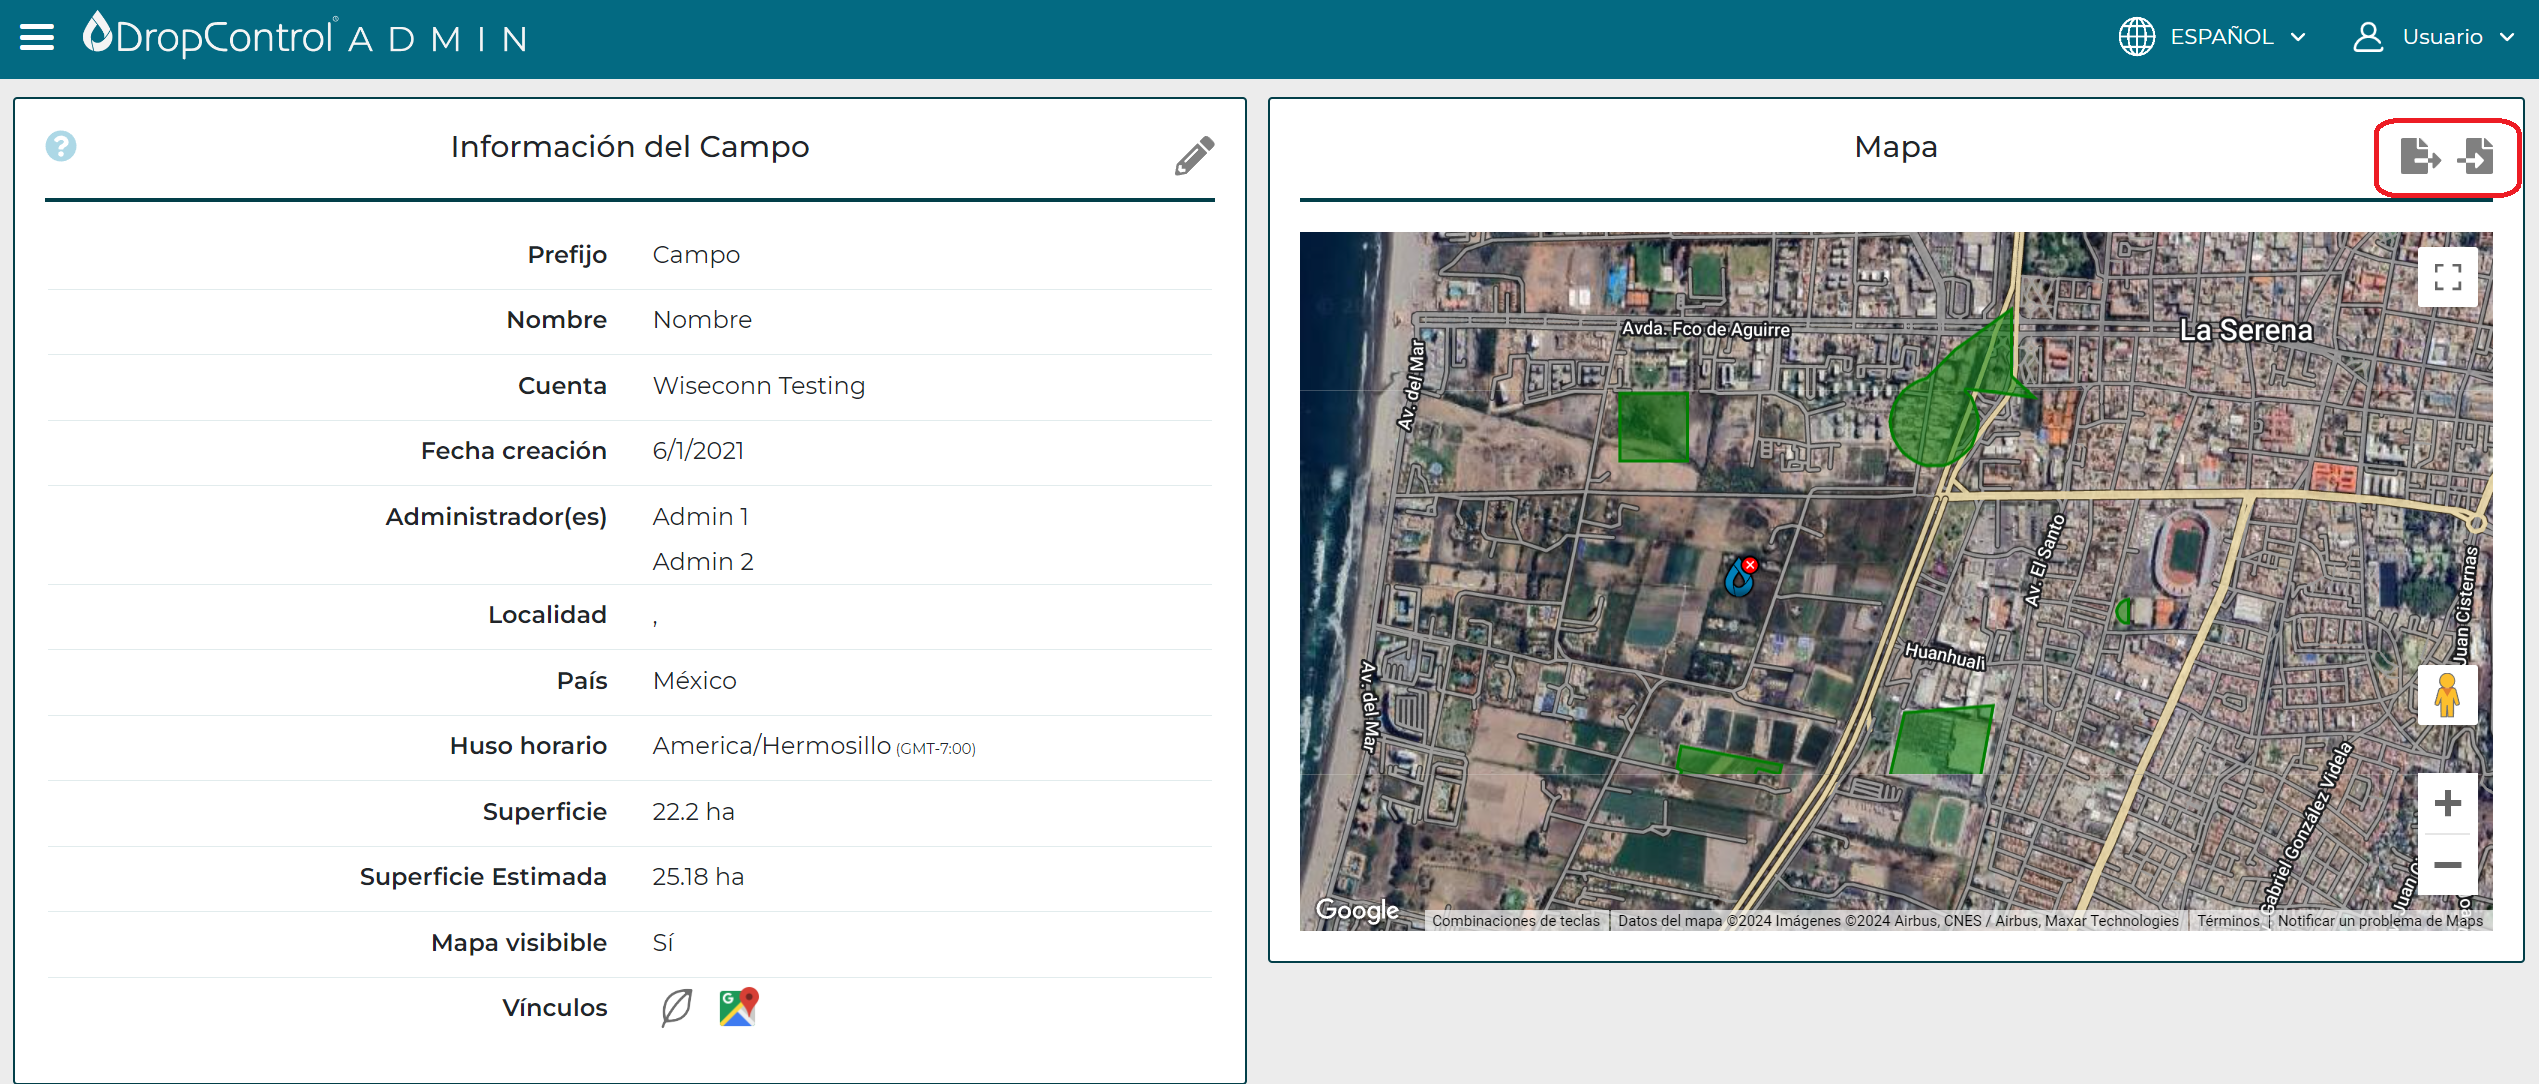 DropControl® ADMIN
ESPAÑOL
Usuario
Información del Campo
Prefijo Campo
Nombre Nombre
Cuenta Wiseconn Testing
Fecha creación 6/1/2021
Administrador(es) Admin 1
Admin 2
Localidad ,
País México
Huso horario America/Hermosillo (GMT-7:00)
Superficie 22.2 ha
Superficie Estimada 25.18 ha
Mapa visibible Sí
Vínculos
Mapa
Avda. Fco de Aguirre
La Serena
Av. del Mar
Av. El Santo
Juan Cisternas
Huanhualí
Av. del Mar
Gabriel González Videla
Google
Combinaciones de teclas
Datos del mapa ©2024 Imágenes ©2024 Airbus, CNES / Airbus, Maxar Technologies
Términos
Notificar un problema de Maps